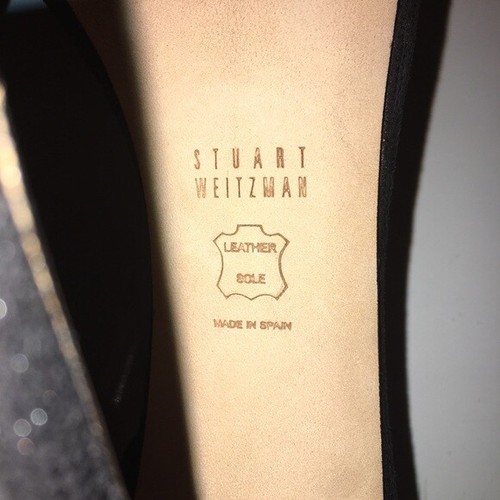 STUART
WEITZMAN
LEATHER
SOLE
MADE IN SPAIN